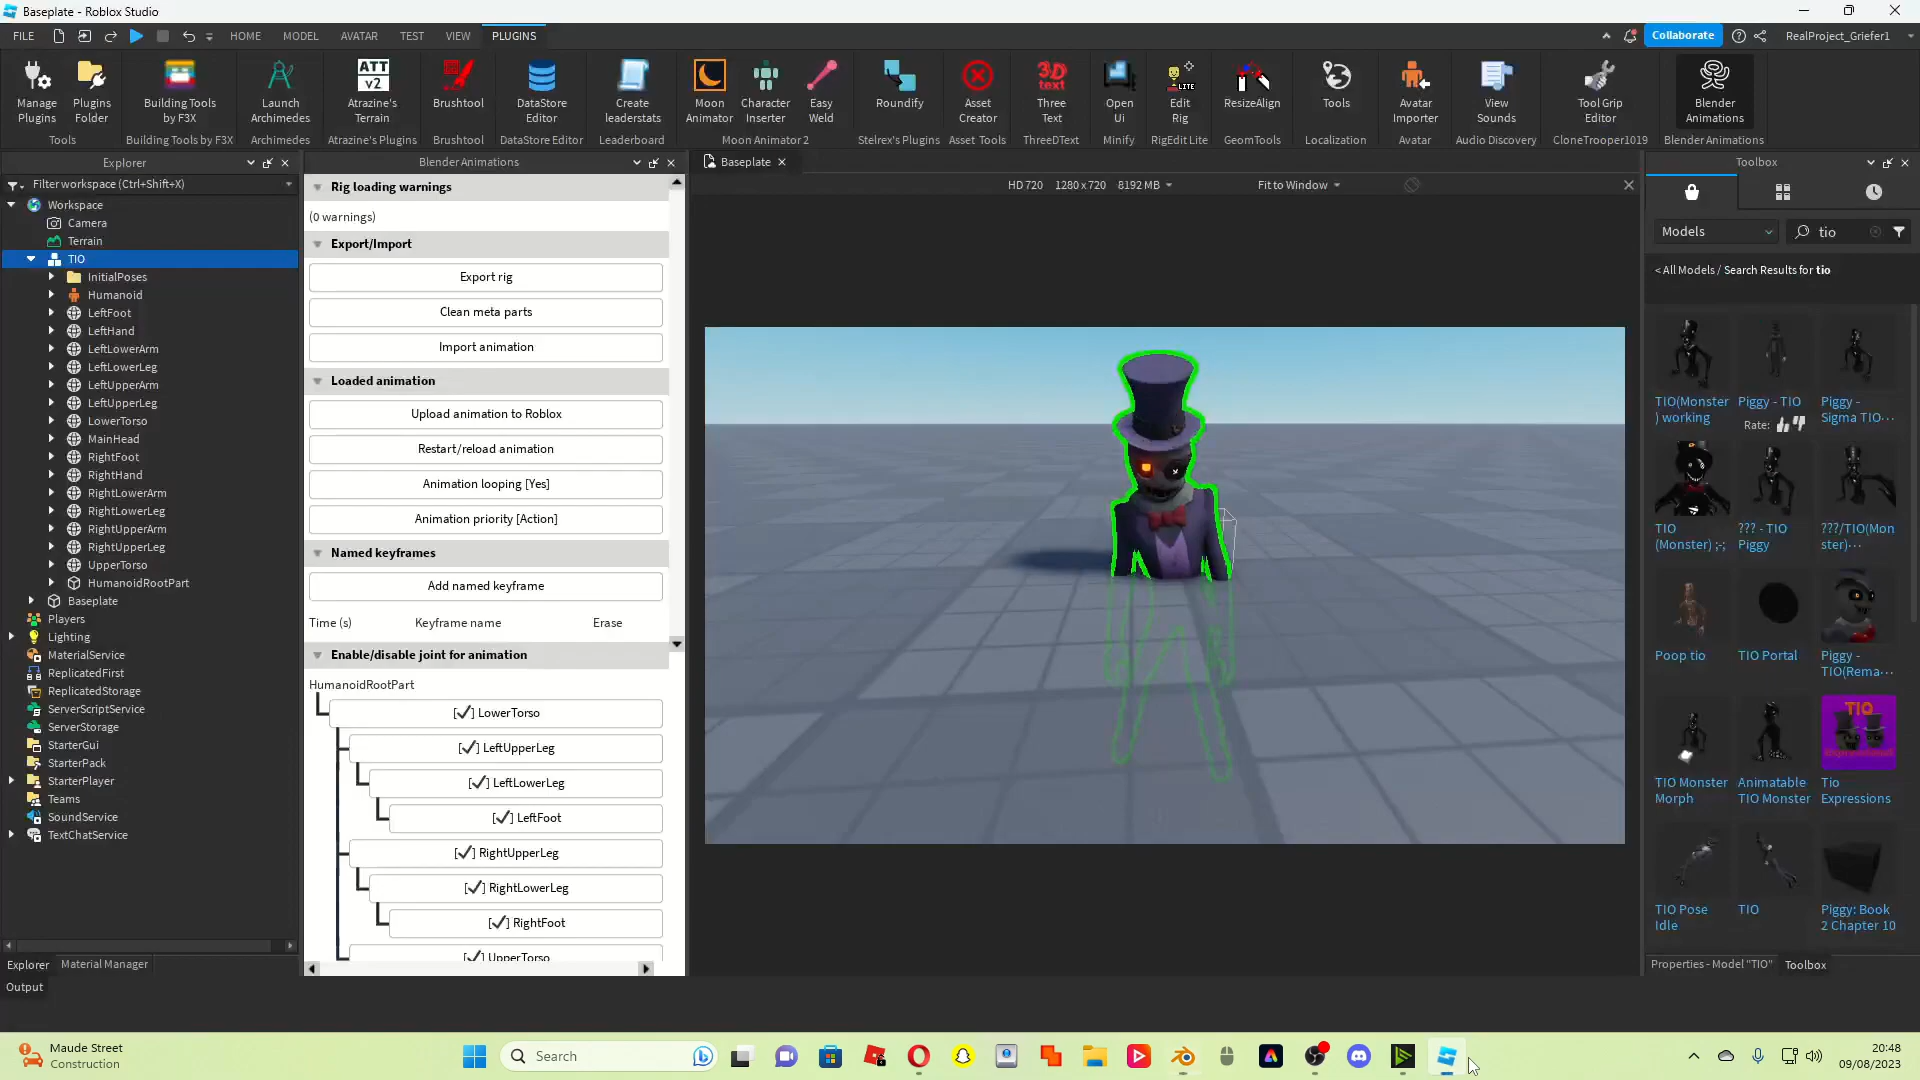 Baseplate - Roblox Studio
FILE HOME MODEL AVATAR TEST VIEW PLUGINS Collaborate RealProject_Griefer1
Manage Plugins
Plugins Folder
Tools
Building Tools by F3X
Building Tools by F3X
Launch Archimedes
Archimedes
ATT v2
Atrazine's Terrain
Atrazine's Plugins
Brushtool
Brushtool
DataStore Editor
DataStore Editor
Create leaderstats
Leaderboard
Moon Animator
Character Inserter
Easy Weld
Moon Animator 2
Roundify
Stelrex's Plugins
Asset Creator
Asset Tools
3D text
Three Text
ThreeDText
Open Ui
Minify
LITE
Edit Rig
RigEdit Lite
ResizeAlign
GeomTools
Tools
Localization
Avatar Importer
Avatar
View Sounds
Audio Discovery
Tool Grip Editor
CloneTrooper1019
Blender Animations
Blender Animations
Explorer
Filter workspace (Ctrl+Shift+X)
Workspace
Camera
Terrain
TIO
InitialPoses
Humanoid
LeftFoot
LeftHand
LeftLowerArm
LeftLowerLeg
LeftUpperArm
LeftUpperLeg
LowerTorso
MainHead
RightFoot
RightHand
RightLowerArm
RightLowerLeg
RightUpperArm
RightUpperLeg
UpperTorso
HumanoidRootPart
Baseplate
Players
Lighting
MaterialService
ReplicatedFirst
ReplicatedStorage
ServerScriptService
ServerStorage
StarterGui
StarterPack
StarterPlayer
Teams
SoundService
TextChatService
Explorer Material Manager
Output
Blender Animations
Rig loading warnings
(0 warnings)
Export/Import
Export rig
Clean meta parts
Import animation
Loaded animation
Upload animation to Roblox
Restart/reload animation
Animation looping [Yes]
Animation priority [Action]
Named keyframes
Add named keyframe
Time (s) Keyframe name Erase
Enable/disable joint for animation
HumanoidRootPart
[✓] LowerTorso
[✓] LeftUpperLeg
[✓] LeftLowerLeg
[✓] LeftFoot
[✓] RightUpperLeg
[✓] RightLowerLeg
[✓] RightFoot
[✓] UpperTorso
Baseplate
HD 720 1280 x 720 8192 MB Fit to Window
Toolbox
Models tio
< All Models / Search Results for tio
TIO(Monster) working
Piggy - TIO
Rate:
Piggy - Sigma TIO...
TIO (Monster) ;-;
??? - TIO Piggy
???/TIO(Monster)...
Poop tio
TIO Portal
Piggy - TIO(Rema...
TIO Monster Morph
Animatable TIO Monster
TIO
Tio Expressions
TIO Pose Idle
TIO
Piggy: Book 2 Chapter 10
Properties - Model "TIO" Toolbox
Maude Street
Construction
Search
20:48
09/08/2023